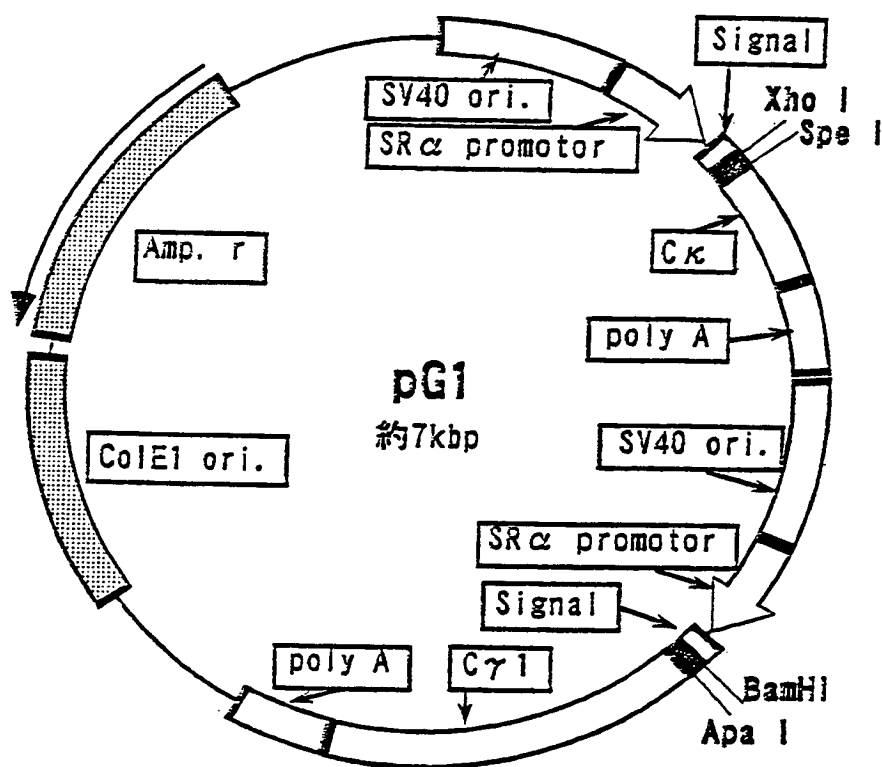 Signal
SV40 ori.
Xho I
SRα promotor
Spe I
Amp. r
Cκ
poly A
pG1
約7kbp
ColE1 ori.
SV40 ori.
SRα promotor
Signal
poly A
Cγ1
BamHI
Apa I